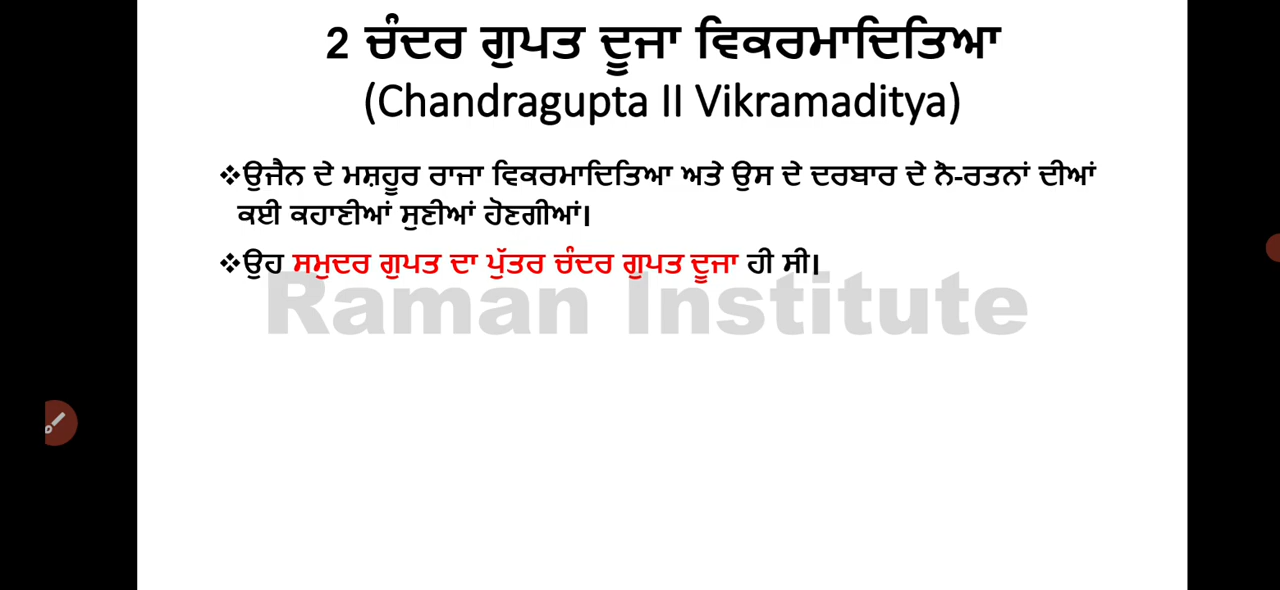 2 ਚੰਦਰ ਗੁਪਤ ਦੂਜਾ ਵਿਕਰਮਾਦਿਤਿਆ
(Chandragupta II Vikramaditya)
❖ਉਜੈਨ ਦੇ ਮਸ਼ਹੂਰ ਰਾਜਾ ਵਿਕਰਮਾਦਿਤਿਆ ਅਤੇ ਉਸ ਦੇ ਦਰਬਾਰ ਦੇ ਨੌ-ਰਤਨਾਂ ਦੀਆਂ
ਕਈ ਕਹਾਣੀਆਂ ਸੁਣੀਆਂ ਹੋਣਗੀਆਂ।
❖ਉਹ ਸਮੁਦਰ ਗੁਪਤ ਦਾ ਪੁੱਤਰ ਚੰਦਰ ਗੁਪਤ ਦੂਜਾ ਹੀ ਸੀ।
Raman Institute